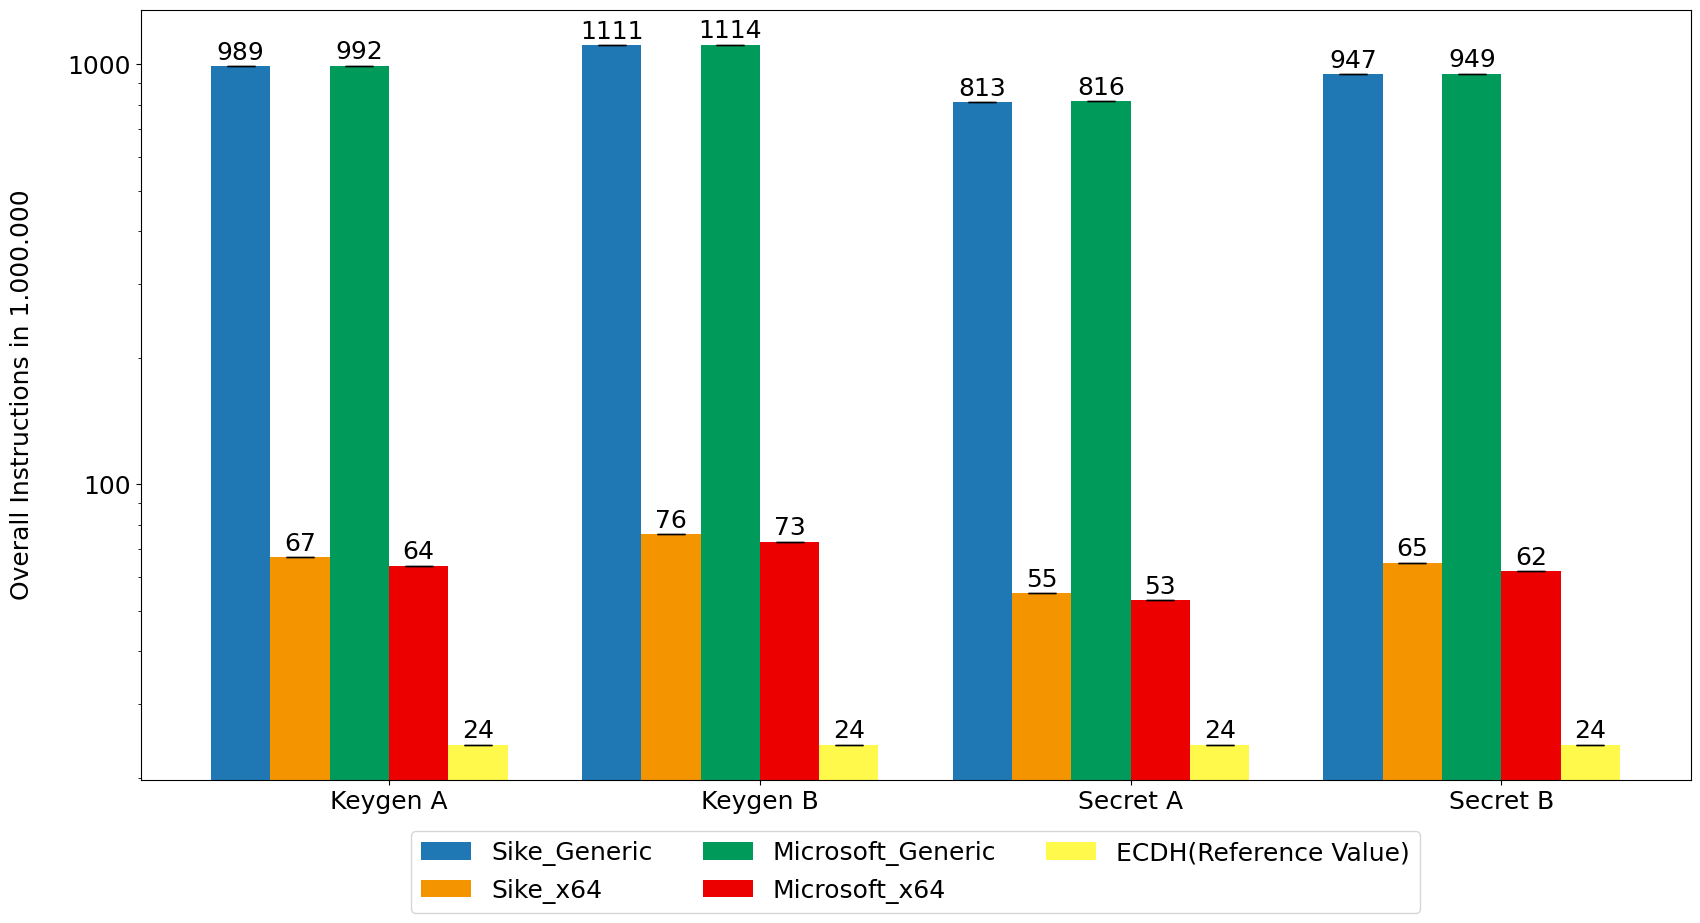 Overall Instructions in 1.000.000
1000
100
989
67
992
64
24
1111
76
1114
73
24
813
55
816
53
24
947
65
949
62
24
Keygen A
Keygen B
Secret A
Secret B
Sike_Generic
Sike_x64
Microsoft_Generic
Microsoft_x64
ECDH(Reference Value)